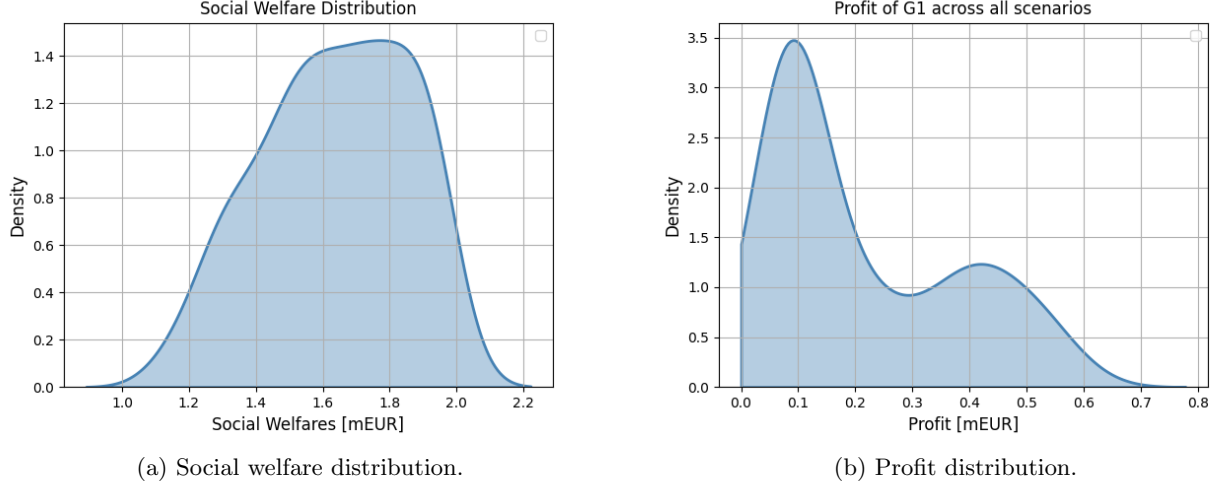 Social Welfare Distribution
1.4
1.2
1.0
0.8
0.6
0.4
0.2
0.0
Density
1.0 1.2 1.4 1.6 1.8 2.0 2.2
Social Welfares [mEUR]
(a) Social welfare distribution.
Profit of G1 across all scenarios
3.5
3.0
2.5
2.0
1.5
1.0
0.5
0.0
Density
0.0 0.1 0.2 0.3 0.4 0.5 0.6 0.7 0.8
Profit [mEUR]
(b) Profit distribution.